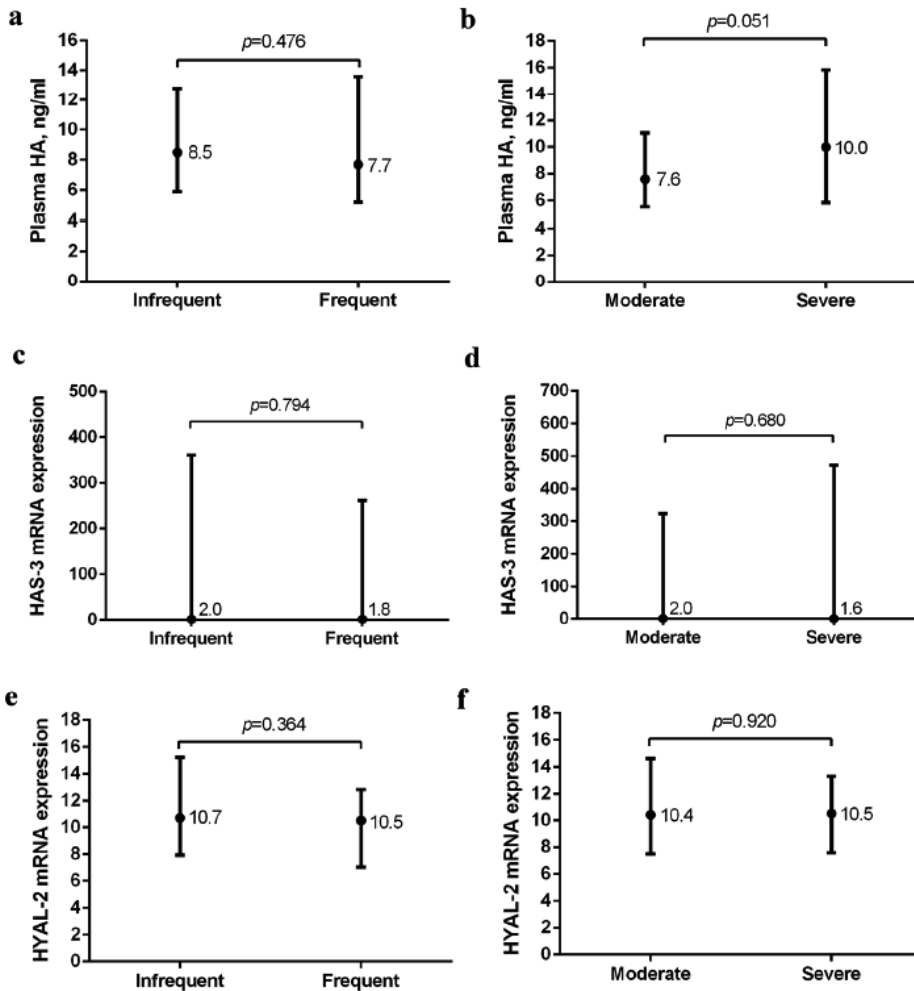 a
Plasma HA, ng/ml
16
14
12
10
8
6
4
2
0
p=0.476
8.5
7.7
Infrequent
Frequent
b
Plasma HA, ng/ml
18
16
14
12
10
8
6
4
2
0
p=0.051
7.6
10.0
Moderate
Severe
c
HAS-3 mRNA expression
500
400
300
200
100
0
p=0.794
2.0
1.8
Infrequent
Frequent
d
HAS-3 mRNA expression
700
600
500
400
300
200
100
0
p=0.680
2.0
1.6
Moderate
Severe
e
HYAL-2 mRNA expression
18
16
14
12
10
8
6
4
2
0
p=0.364
10.7
10.5
Infrequent
Frequent
f
HYAL-2 mRNA expression
18
16
14
12
10
8
6
4
2
0
p=0.920
10.4
10.5
Moderate
Severe